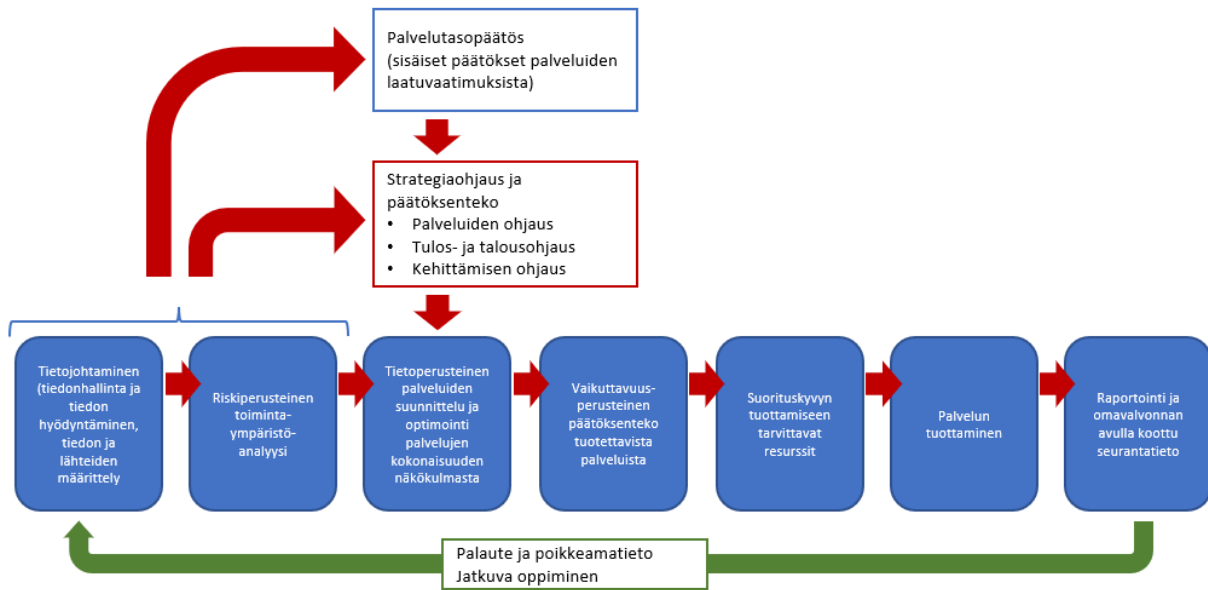 Palvelutasopäätös
(sisäiset päätökset palveluiden
laatuvaatimuksista)
Strategiaohjaus ja
päätöksenteko
• Palveluiden ohjaus
• Tulos- ja talousohjaus
• Kehittämisen ohjaus
Tietojohtaminen
(tiedonhallinta ja
tiedon
hyödyntäminen,
tiedon ja
lähteiden
määrittely
Riskiperusteinen
toiminta-
ympäristö-
analyysi
Tietoperusteinen
palveluiden
suunnittelu ja
optimointi
palvelujen
kokonaisuuden
näkökulmasta
Vaikuttavuus-
perusteinen
päätöksenteko
tuotettavista
palveluista
Suorituskyvyn
tuottamiseen
tarvittavat
resurssit
Palvelun
tuottaminen
Raportointi ja
omavalvonnan
avulla koottu
seurantatieto
Palaute ja poikkeamatieto
Jatkuva oppiminen